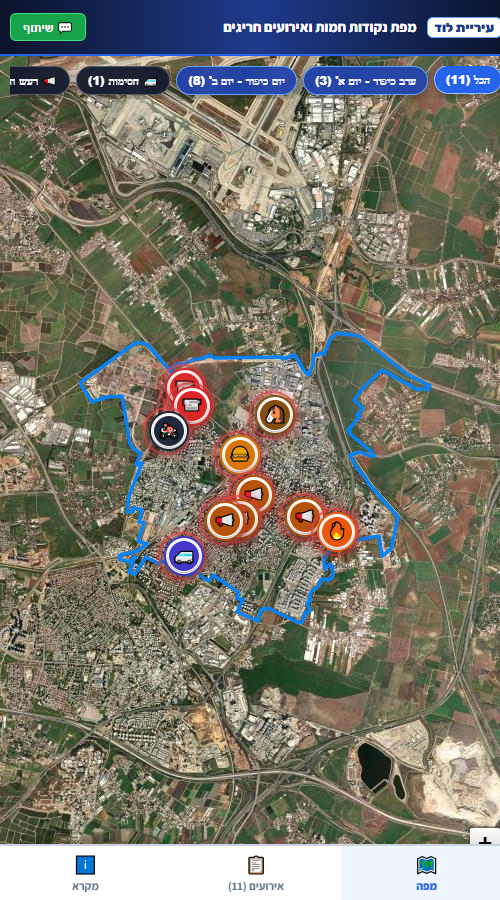 עיריית לוד
מפת נקודות חמות ואירועים חריגים
שיתוף
הכל (11)
ערב כיפור - יום א' (3)
יום כיפור - יום ב' (8)
חסימות (1)
רעש
+
מפה
אירועים (11)
מקרא